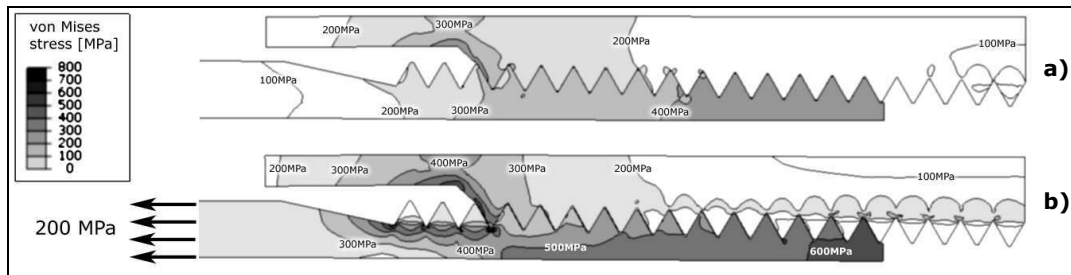 von Mises
stress [MPa]
800
700
600
500
400
300
200
100
0
200MPa
300MPa
200MPa
100MPa
100MPa
200MPa
300MPa
400MPa
a)
200MPa
300MPa
400MPa
300MPa
200MPa
100MPa
200 MPa
300MPa
400MPa
500MPa
600MPa
b)